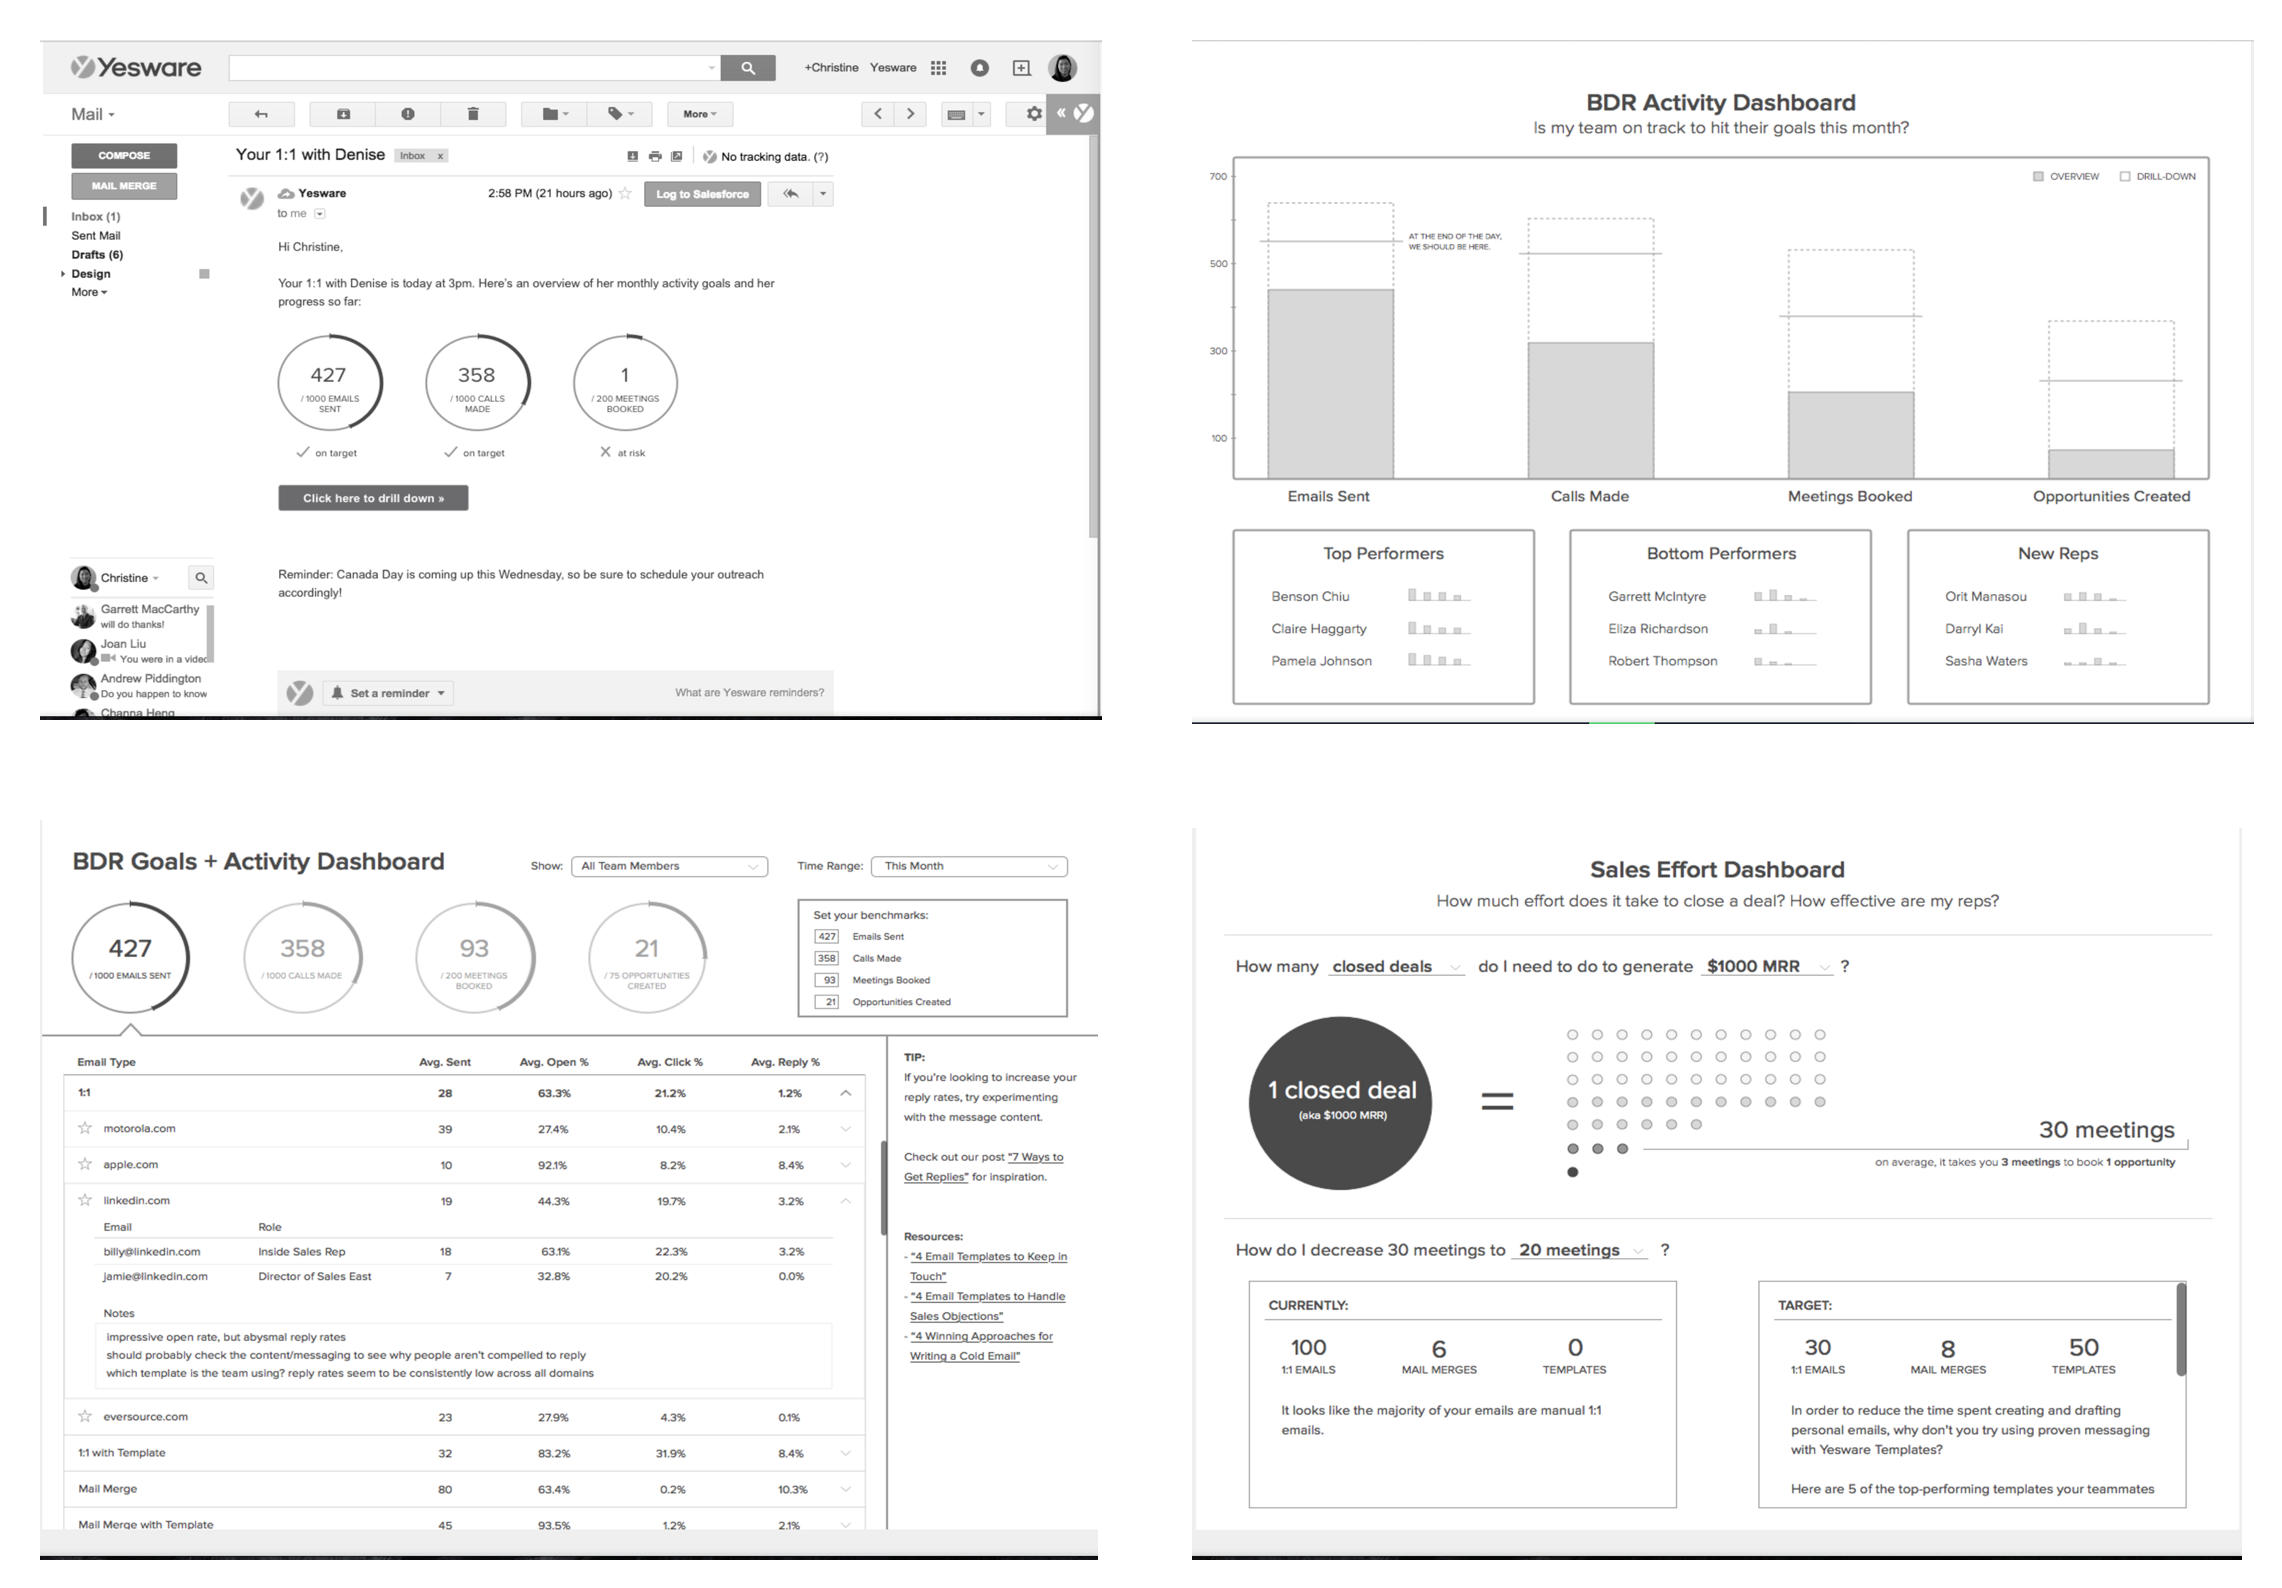 Yesware
+Christine Yesware
Mail
More
COMPOSE
MAIL MERGE
Inbox (1)
Sent Mail
Drafts (6)
Design
More
Your 1:1 with Denise Inbox x
No tracking data. (?)
Yesware
to me
2:58 PM (21 hours ago) Log to Salesforce
Hi Christine,
Your 1:1 with Denise is today at 3pm. Here's an overview of her monthly activity goals and her
progress so far:
427
/ 1000 EMAILS
SENT
358
/ 1000 CALLS
MADE
1
/ 200 MEETINGS
BOOKED
on target
on target
at risk
Click here to drill down »
Reminder: Canada Day is coming up this Wednesday, so be sure to schedule your outreach
accordingly!
Set a reminder
What are Yesware reminders?
Christine
Garrett MacCarthy
will do thanks!
Joan Liu
You were in a video
Andrew Piddington
Do you happen to know
Channa Heng
BDR Activity Dashboard
Is my team on track to hit their goals this month?
OVERVIEW DRILL-DOWN
700
500
300
100
AT THE END OF THE DAY,
WE SHOULD BE HERE.
Emails Sent Calls Made Meetings Booked Opportunities Created
Top Performers
Benson Chiu
Claire Haggarty
Pamela Johnson
Bottom Performers
Garrett McIntyre
Eliza Richardson
Robert Thompson
New Reps
Orit Manasou
Darryl Kai
Sasha Waters
BDR Goals + Activity Dashboard
Show: All Team Members
Time Range: This Month
427
/ 1000 EMAILS SENT
358
/ 1000 CALLS MADE
93
/ 200 MEETINGS
BOOKED
21
/ 75 OPPORTUNITIES
CREATED
Set your benchmarks:
427 Emails Sent
358 Calls Made
93 Meetings Booked
21 Opportunities Created
Email Type Avg. Sent Avg. Open % Avg. Click % Avg. Reply %
1:1 28 63.3% 21.2% 1.2%
motorola.com 39 27.4% 10.4% 2.1%
apple.com 10 92.1% 8.2% 8.4%
linkedin.com 19 44.3% 19.7% 3.2%
Email Role
billy@linkedin.com Inside Sales Rep 18 63.1% 22.3% 3.2%
jamie@linkedin.com Director of Sales East 7 32.8% 20.2% 0.0%
Notes
impressive open rate, but abysmal reply rates
should probably check the content/messaging to see why people aren't compelled to reply
which template is the team using? reply rates seem to be consistently low across all domains
eversource.com 23 27.9% 4.3% 0.1%
1:1 with Template 32 83.2% 31.9% 8.4%
Mail Merge 80 63.4% 0.2% 10.3%
Mail Merge with Template 45 93.5% 1.2% 2.1%
TIP:
If you're looking to increase your
reply rates, try experimenting
with the message content.
Check out our post "7 Ways to
Get Replies" for inspiration.
Resources:
- "4 Email Templates to Keep in
Touch"
- "4 Email Templates to Handle
Sales Objections"
- "4 Winning Approaches for
Writing a Cold Email"
Sales Effort Dashboard
How much effort does it take to close a deal? How effective are my reps?
How many closed deals do I need to do to generate $1000 MRR ?
1 closed deal
(aka $1000 MRR)
=
30 meetings
on average, it takes you 3 meetings to book 1 opportunity
How do I decrease 30 meetings to 20 meetings ?
CURRENTLY:
100 6 0
1:1 EMAILS MAIL MERGES TEMPLATES
It looks like the majority of your emails are manual 1:1
emails.
TARGET:
30 8 50
1:1 EMAILS MAIL MERGES TEMPLATES
In order to reduce the time spent creating and drafting
personal emails, why don't you try using proven messaging
with Yesware Templates?
Here are 5 of the top-performing templates your teammates